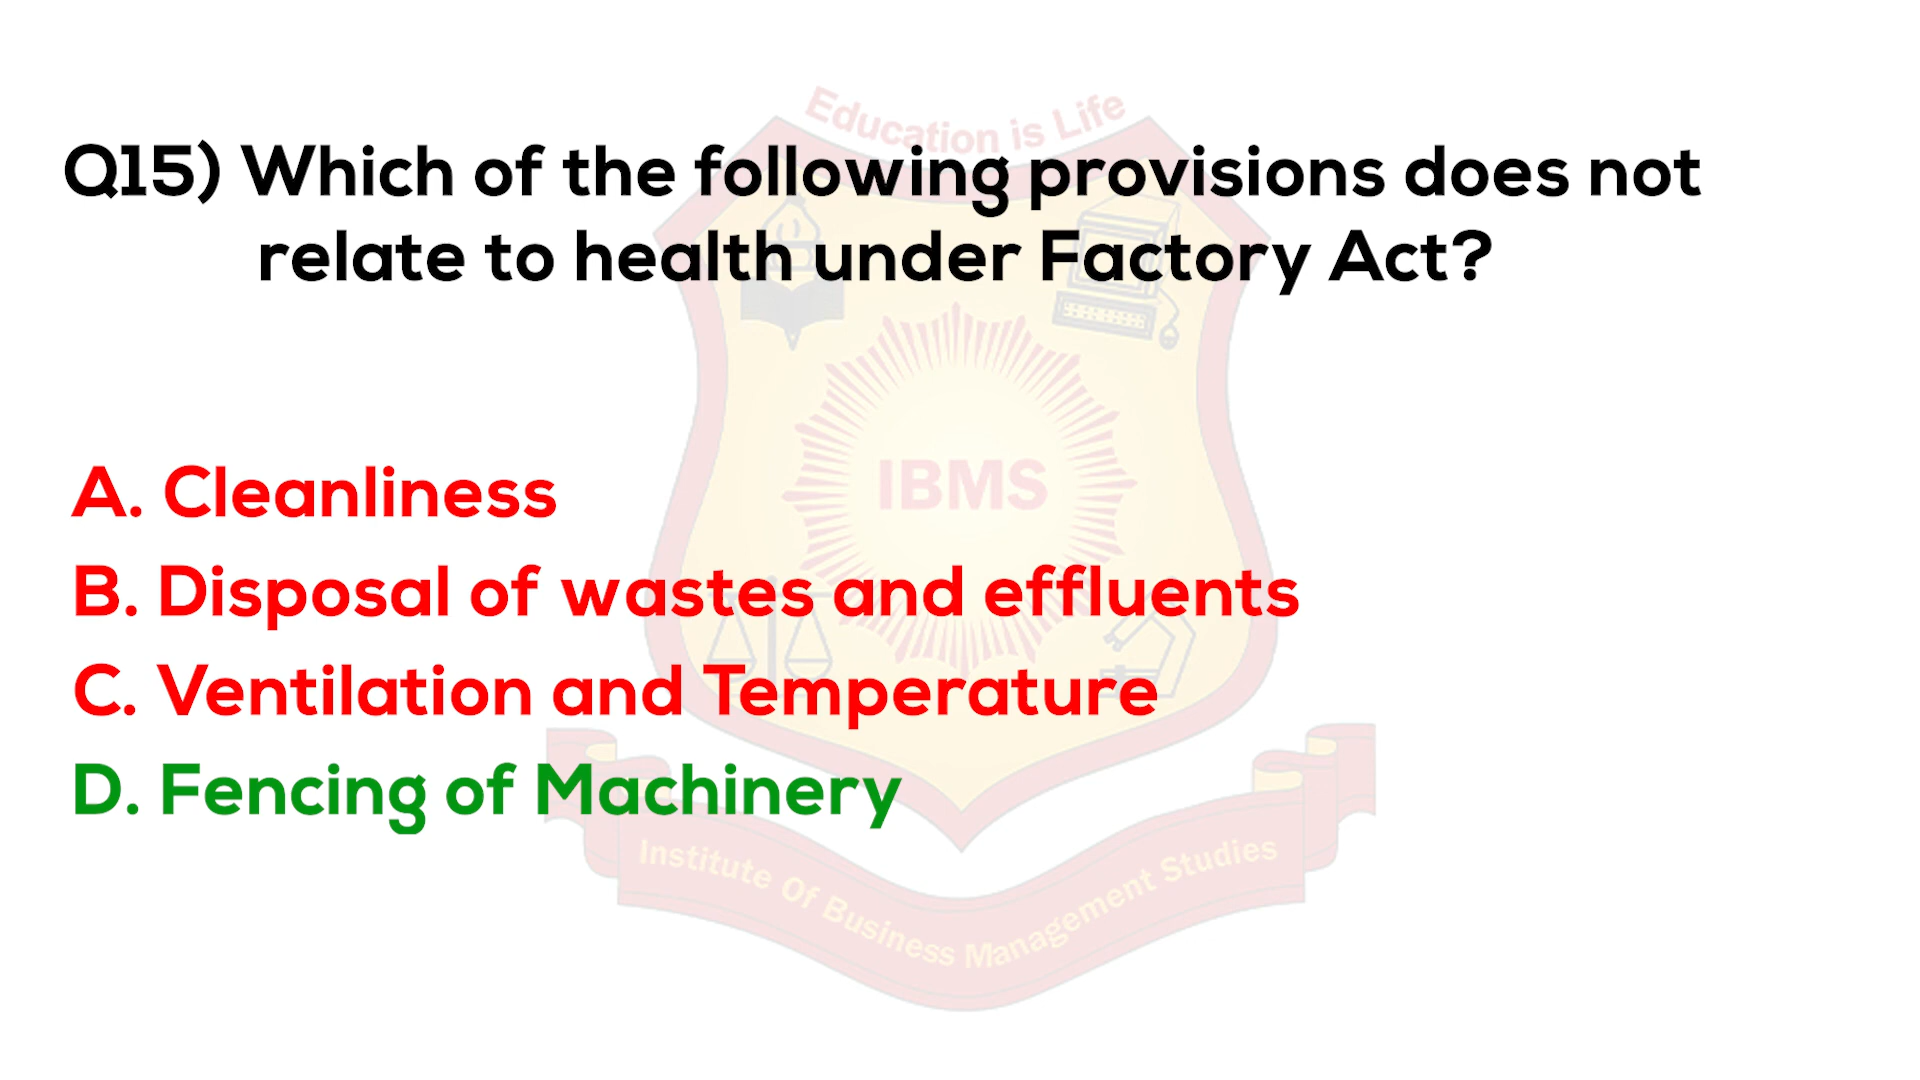 Education is Life
Q15) Which of the following provisions does not
relate to health under Factory Act?
IBMS
A. Cleanliness
B. Disposal of wastes and effluents
C. Ventilation and Temperature
D. Fencing of Machinery
Institute Of Business Management Studies